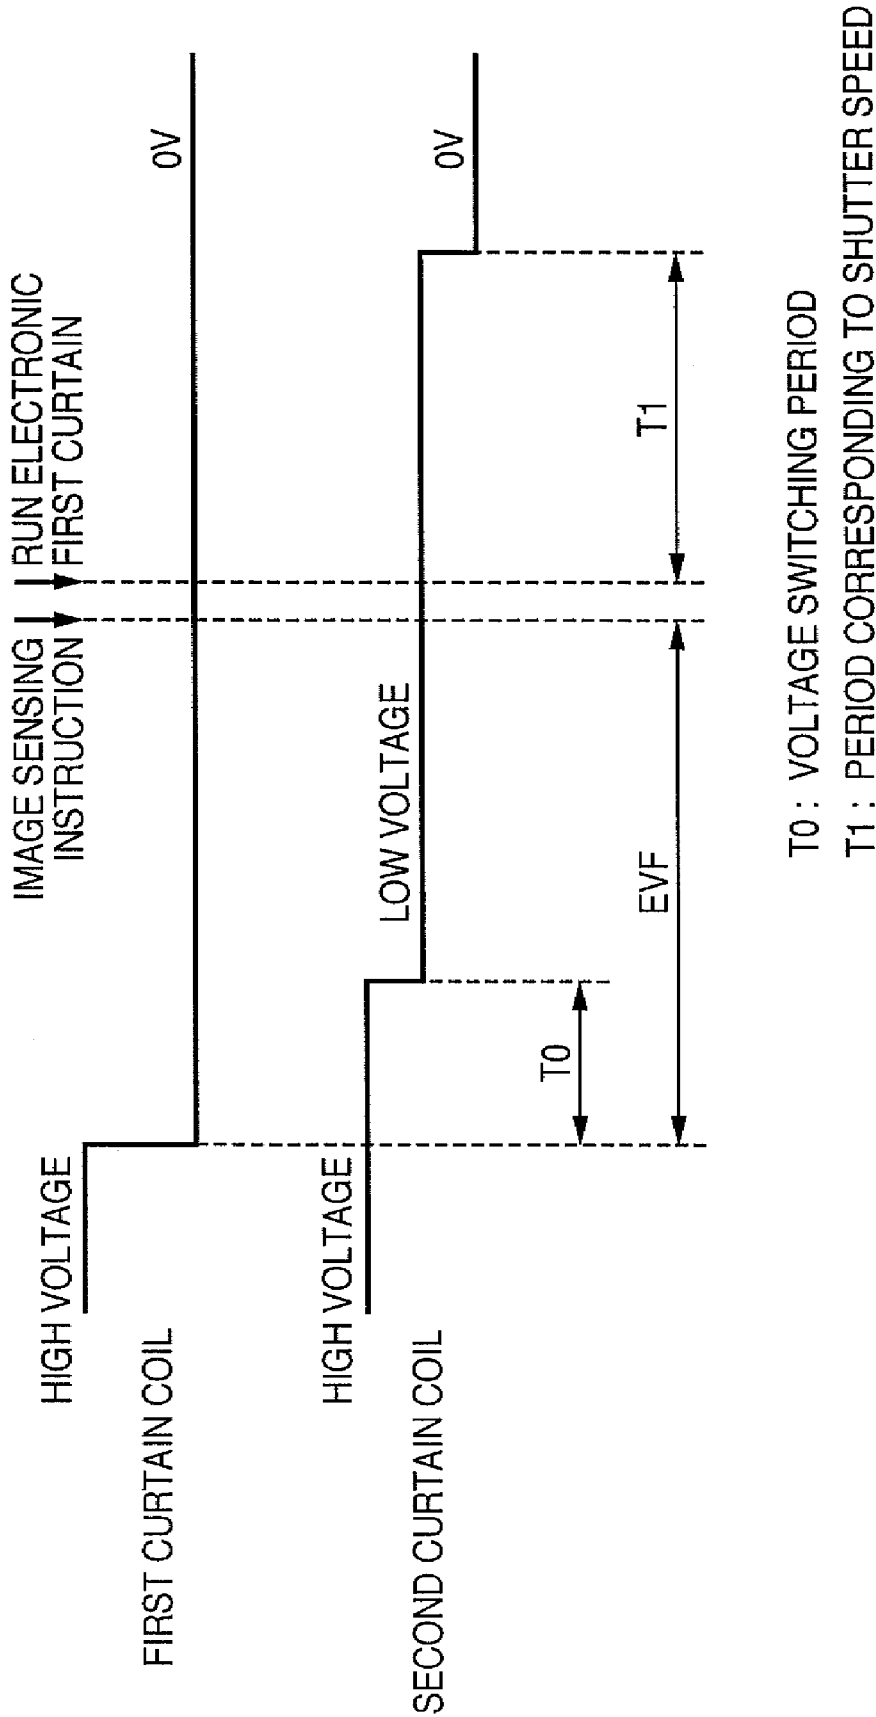 IMAGE SENSING
INSTRUCTION
RUN ELECTRONIC
FIRST CURTAIN
HIGH VOLTAGE
0V
FIRST CURTAIN COIL
HIGH VOLTAGE
LOW VOLTAGE
0V
SECOND CURTAIN COIL
T0
EVF
T1
T0 : VOLTAGE SWITCHING PERIOD
T1 : PERIOD CORRESPONDING TO SHUTTER SPEED